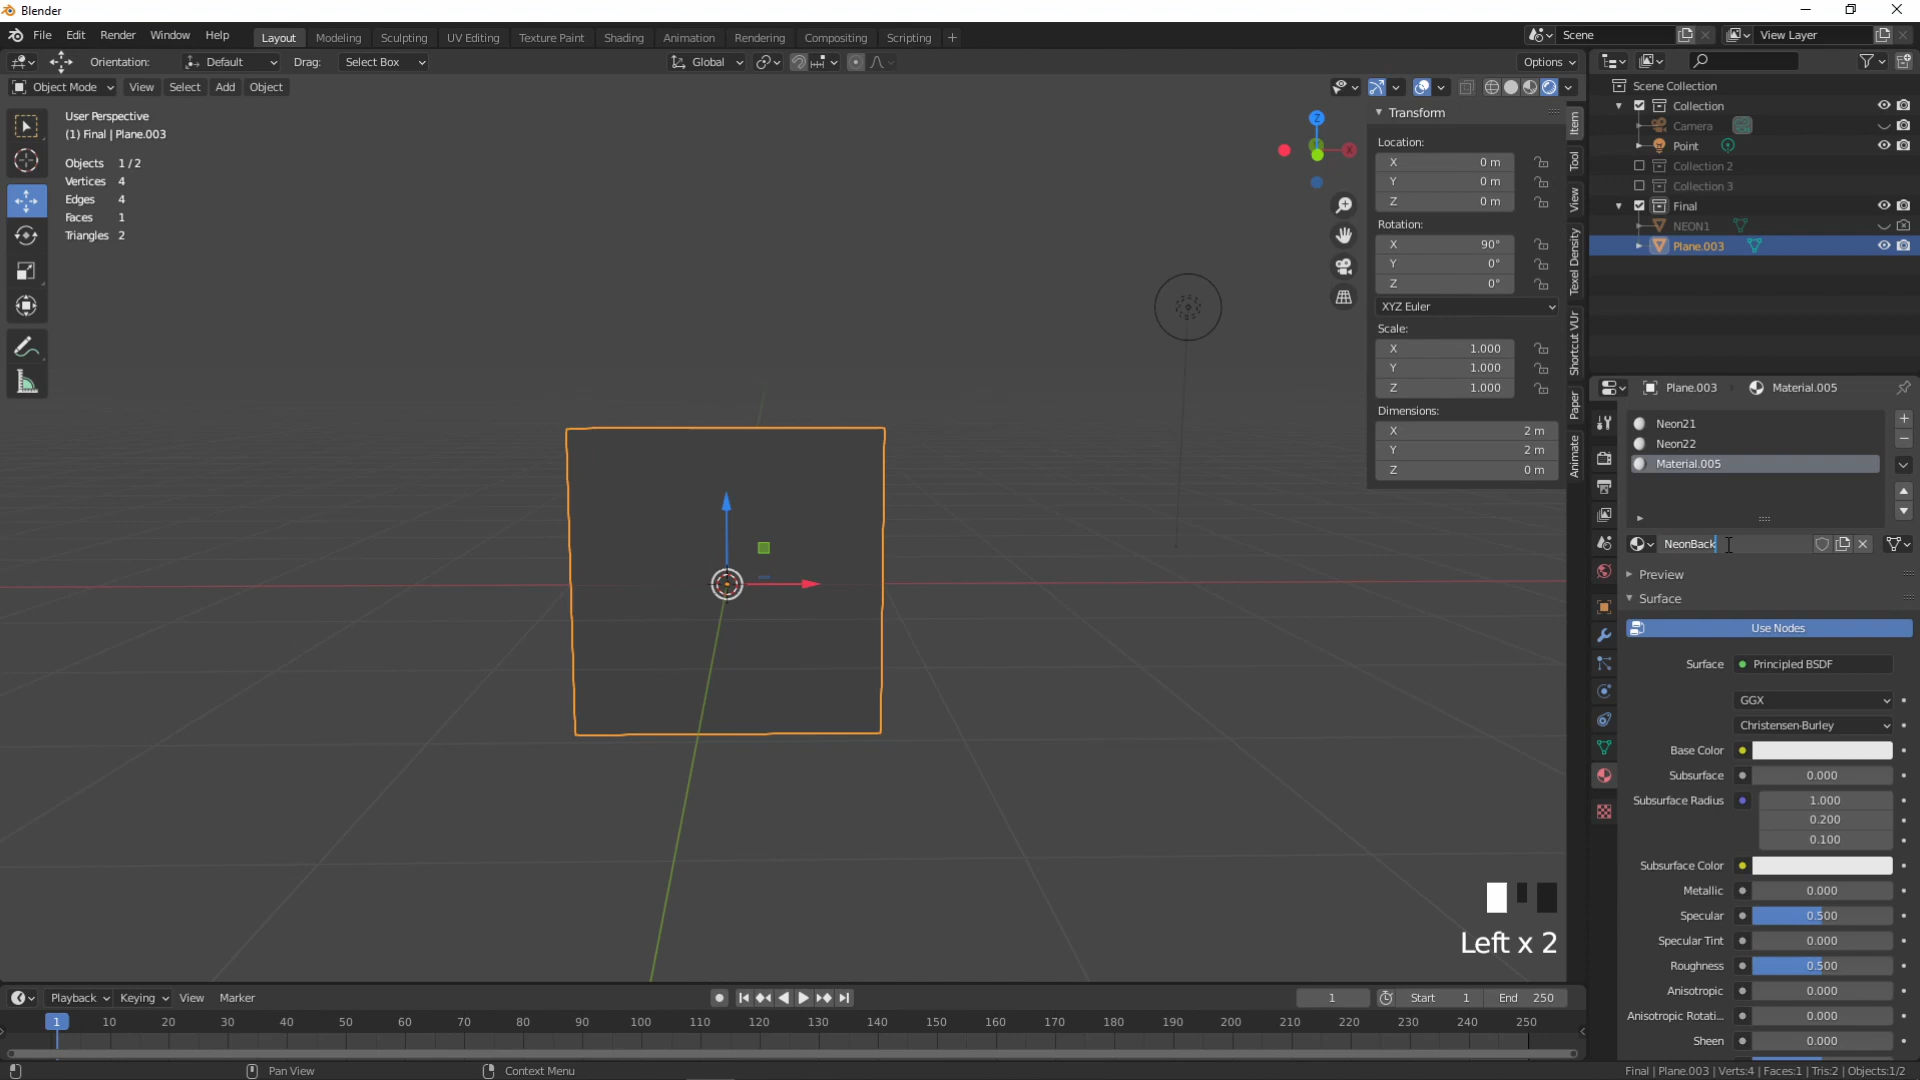 Blender
File Edit Render Window Help Layout Modeling Sculpting UV Editing Texture Paint Shading Animation Rendering Compositing Scripting + Scene View Layer
Orientation: Default Drag: Select Box Global Options
Object Mode View Select Add Object
User Perspective
(1) Final | Plane.003
Objects 1/2
Vertices 4
Edges 4
Faces 1
Triangles 2
Z
X
Transform
Location:
X 0 m
Y 0 m
Z 0 m
Rotation:
X 90°
Y 0°
Z 0°
XYZ Euler
Scale:
X 1.000
Y 1.000
Z 1.000
Dimensions:
X 2 m
Y 2 m
Z 0 m
Item
Tool
View
Texel Density
Shortcut VUr
Paper
Animate
Scene Collection
Collection
Camera
Point
Collection 2
Collection 3
Final
NEON1
Plane.003
Plane.003 Material.005
Neon21
Neon22
Material.005
NeonBack
Preview
Surface
Use Nodes
Surface Principled BSDF
GGX
Christensen-Burley
Base Color
Subsurface 0.000
Subsurface Radius 1.000
0.200
0.100
Subsurface Color
Metallic 0.000
Specular 0.500
Specular Tint 0.000
Roughness 0.500
Anisotropic 0.000
Anisotropic Rotati... 0.000
Sheen 0.000
Left x 2
Playback Keying View Marker 1 Start 1 End 250
1 10 20 30 40 50 60 70 80 90 100 110 120 130 140 150 160 170 180 190 200 210 220 230 240 250
Pan View Context Menu Final | Plane.003 | Verts:4 | Faces:1 | Tris:2 | Objects:1/2